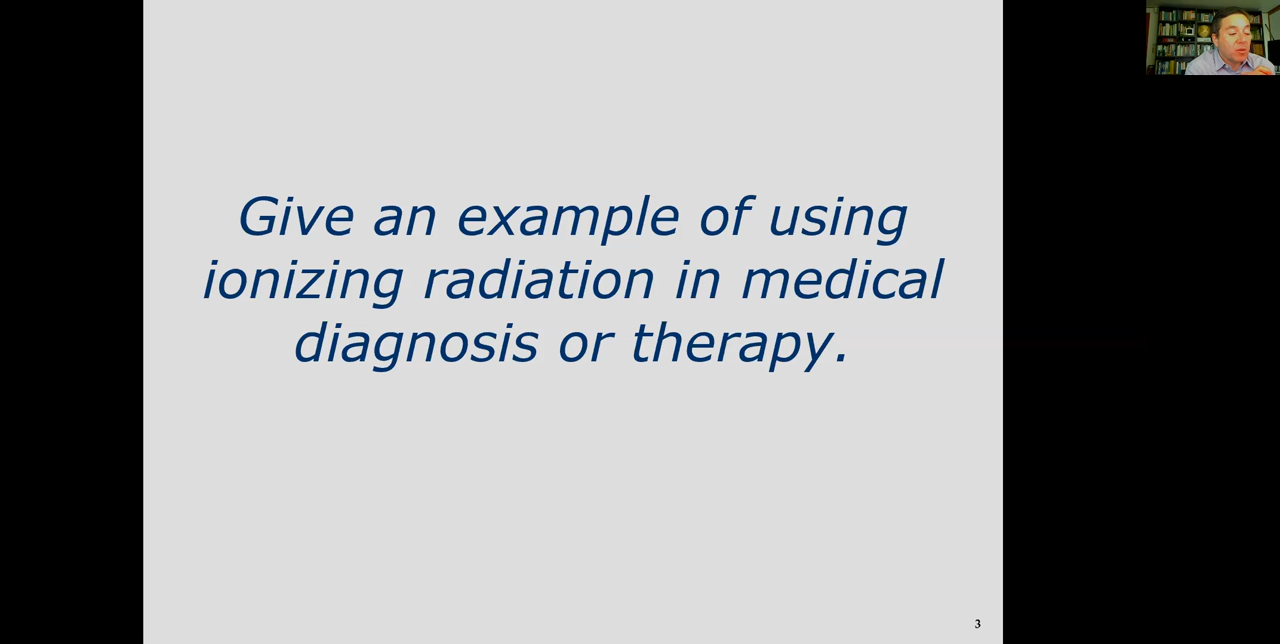 Give an example of using
ionizing radiation in medical
diagnosis or therapy.
3